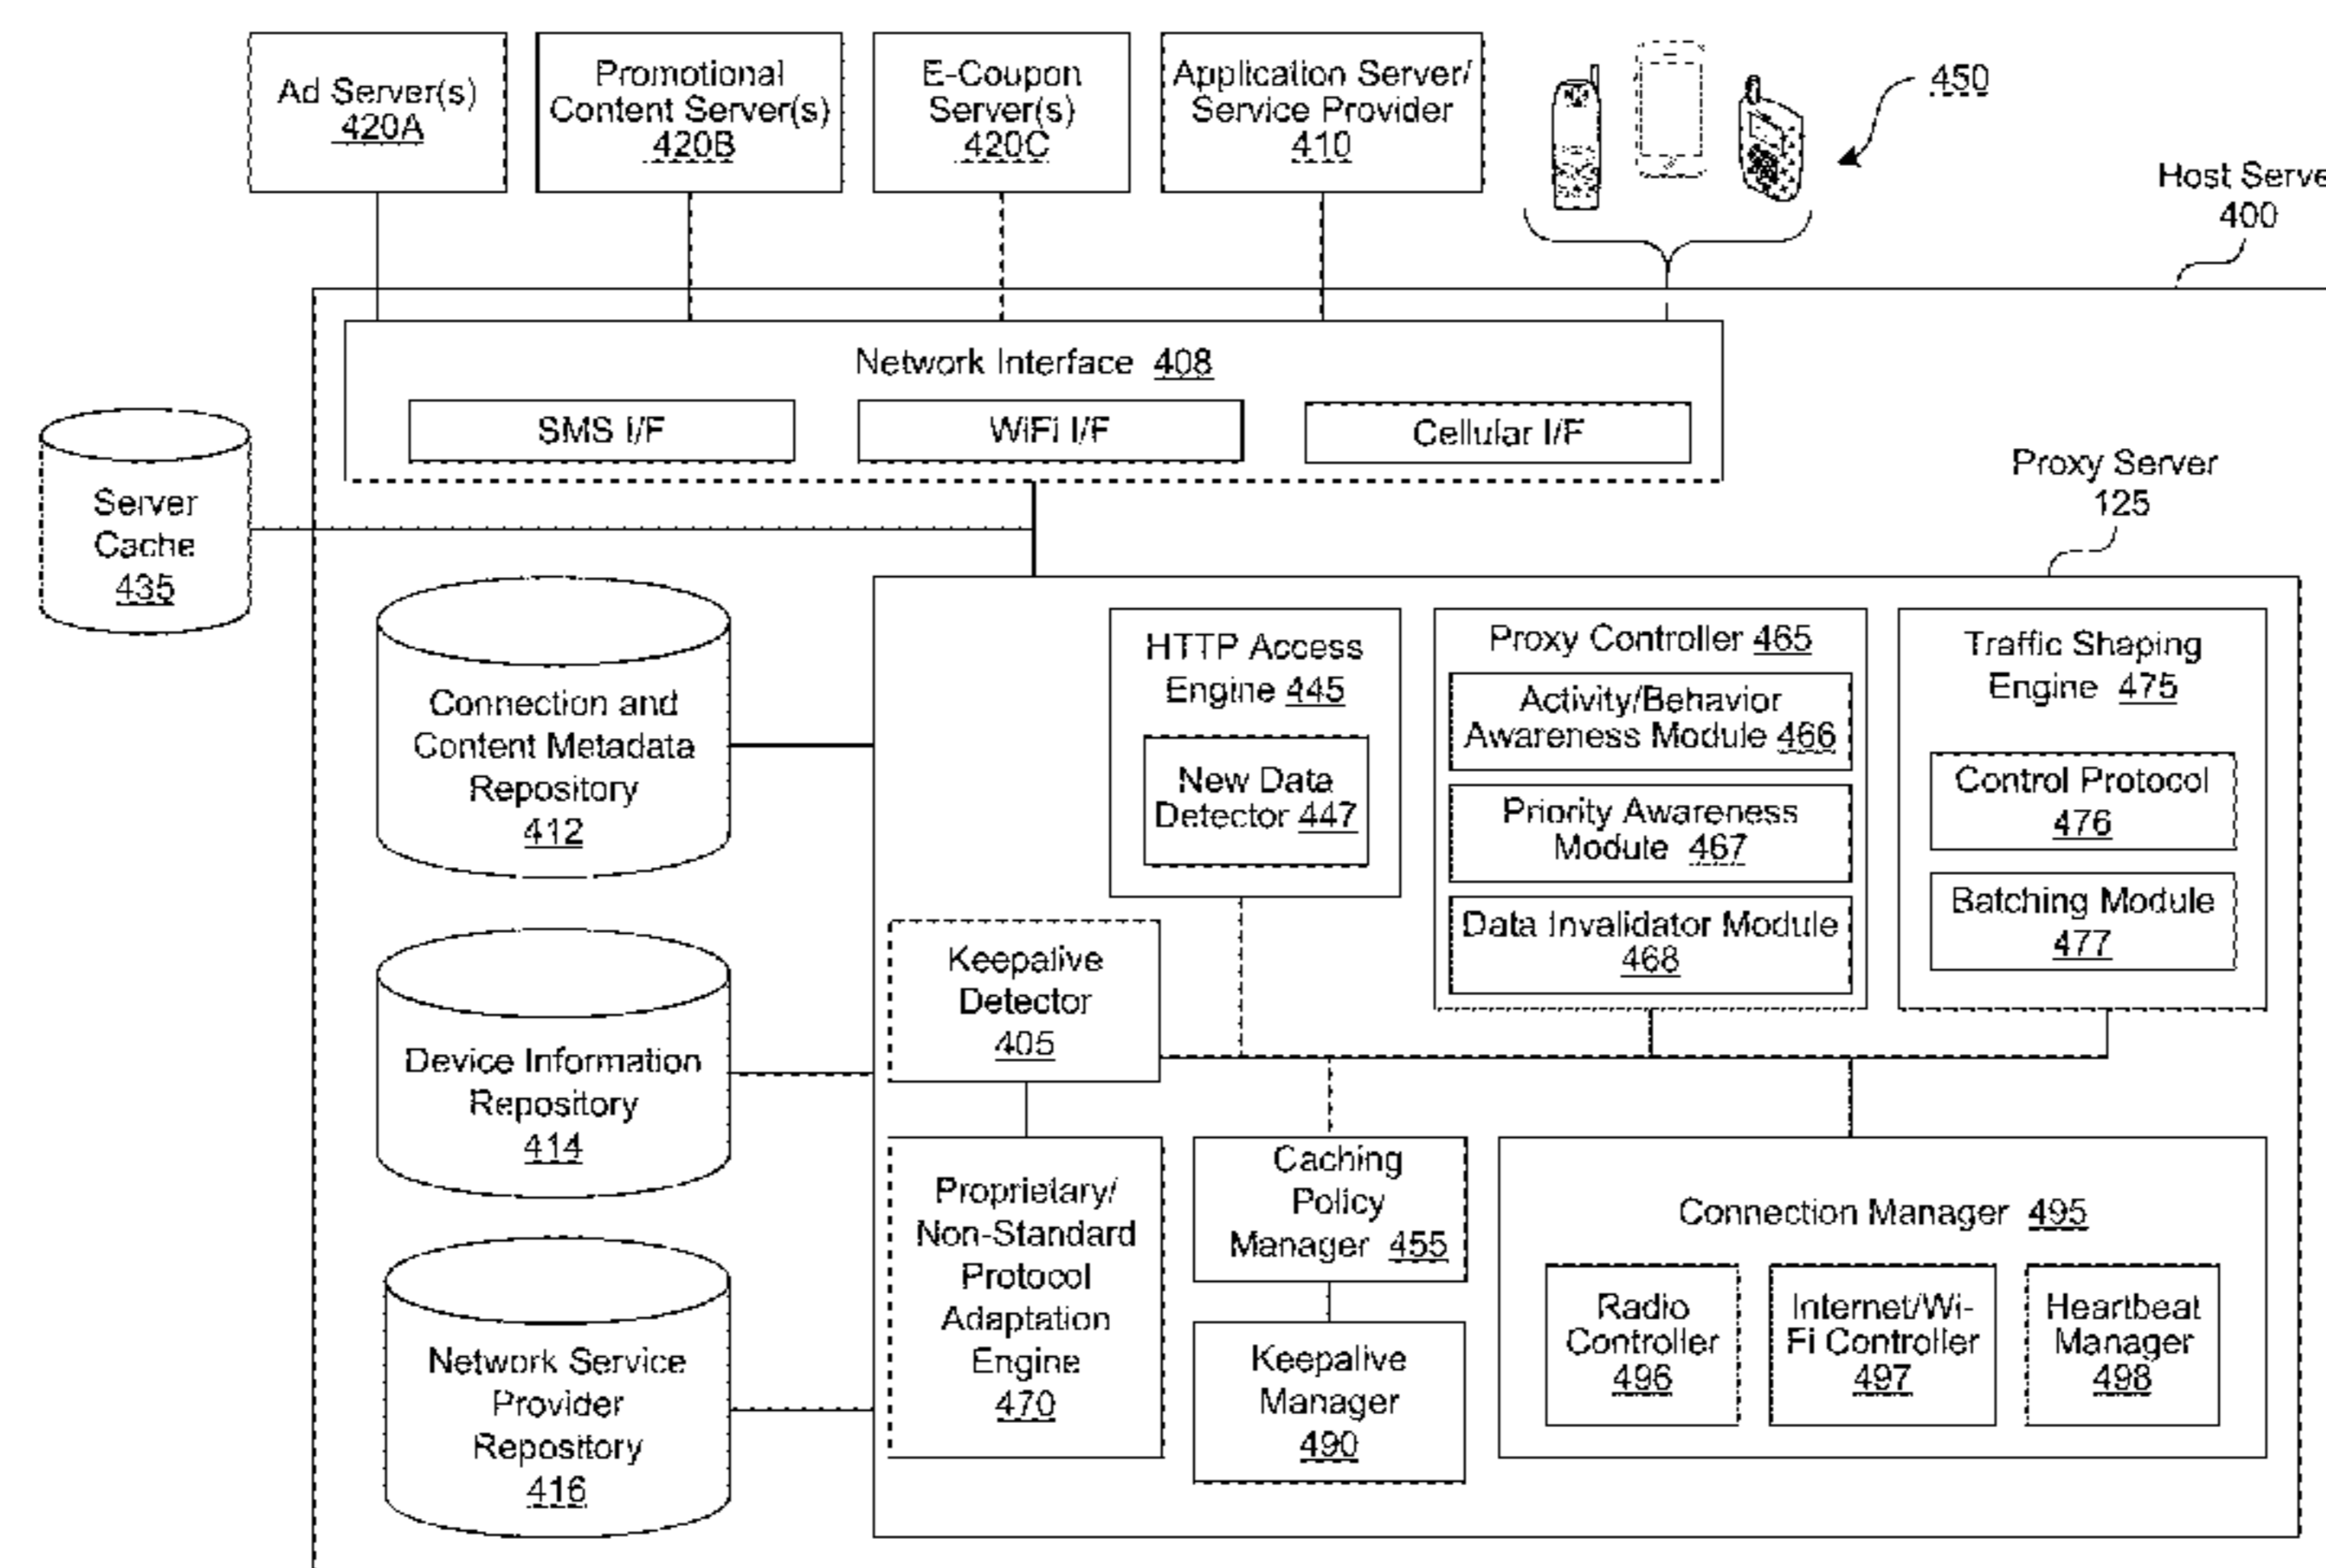 Ad Server(s)
420A
Promotional
Content Server(s)
420B
E-Coupon
Server(s)
420C
Application Server/
Service Provider
410
450
Host Serve
400
Network Interface 408
SMS I/F
WiFi I/F
Cellular I/F
Server
Cache
435
Proxy Server
125
Connection and
Content Metadata
Repository
412
HTTP Access
Engine 445
New Data
Detector 447
Proxy Controller 465
Activity/Behavior
Awareness Module 466
Priority Awareness
Module 467
Data Invalidator Module
468
Traffic Shaping
Engine 475
Control Protocol
476
Batching Module
477
Keepalive
Detector
405
Device Information
Repository
414
Proprietary/
Non-Standard
Protocol
Adaptation
Engine
470
Caching
Policy
Manager 455
Keepalive
Manager
490
Connection Manager 495
Radio
Controller
496
Internet/Wi-
Fi Controller
497
Heartbeat
Manager
498
Network Service
Provider
Repository
416